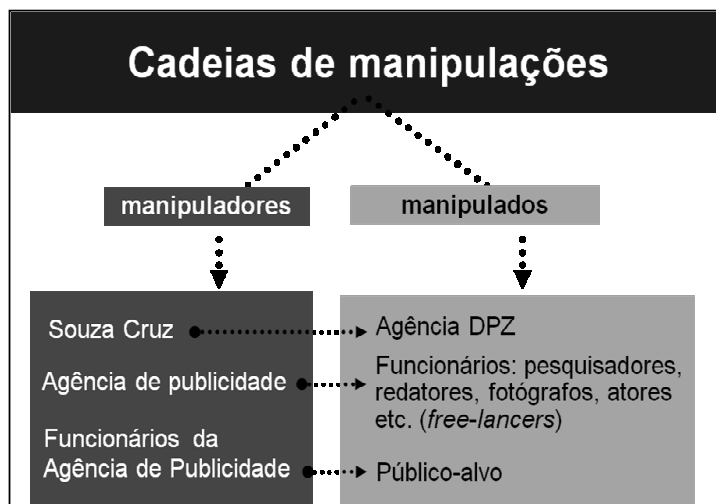 Cadeias de manipulações
manipuladores
manipulados
Souza Cruz
Agência DPZ
Agência de publicidade
Funcionários: pesquisadores,
redatores, fotógrafos, atores
etc. (free-lancers)
Funcionários da
Agência de Publicidade
Público-alvo